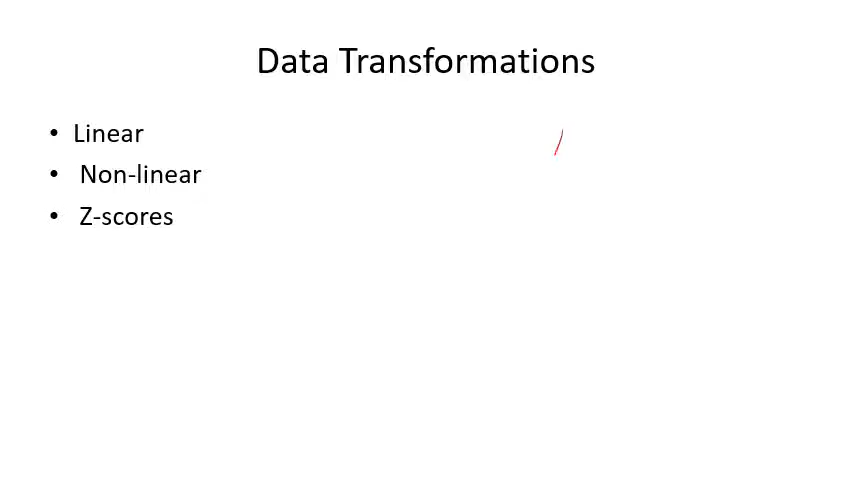 Data Transformations
• Linear
• Non-linear
• Z-scores